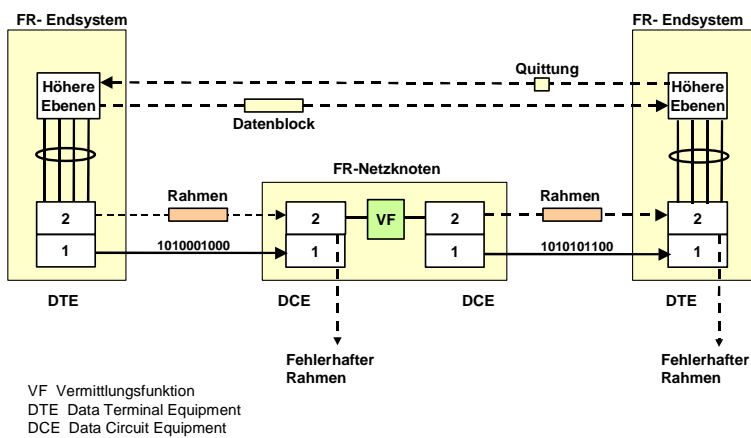 FR- Endsystem
FR- Endsystem
Quittung
Höhere
Ebenen
Höhere
Ebenen
Datenblock
FR-Netzknoten
Rahmen
Rahmen
2
2
VF
2
2
1
1010001000
1
1
1010101100
1
DTE
DCE
DCE
DTE
Fehlerhafter
Rahmen
Fehlerhafter
Rahmen
VF Vermittlungsfunktion
DTE Data Terminal Equipment
DCE Data Circuit Equipment